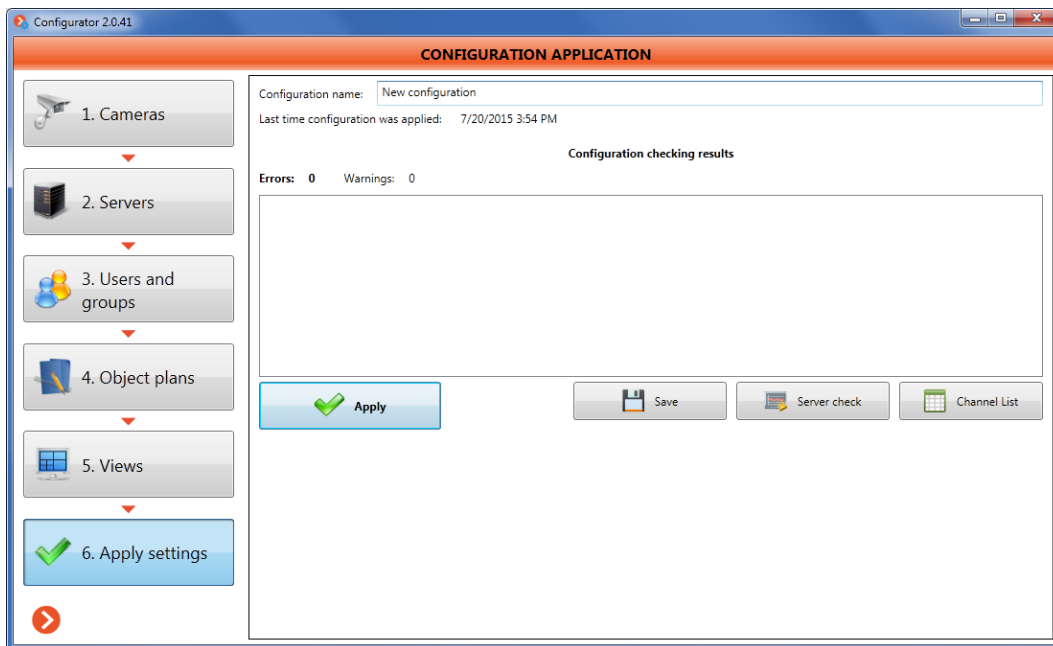 Configurator 2.0.41
CONFIGURATION APPLICATION
1. Cameras
2. Servers
3. Users and
groups
4. Object plans
5. Views
6. Apply settings
Configuration name: New configuration
Last time configuration was applied: 7/20/2015 3:54 PM
Configuration checking results
Errors: 0 Warnings: 0
Apply
Save
Server check
Channel List